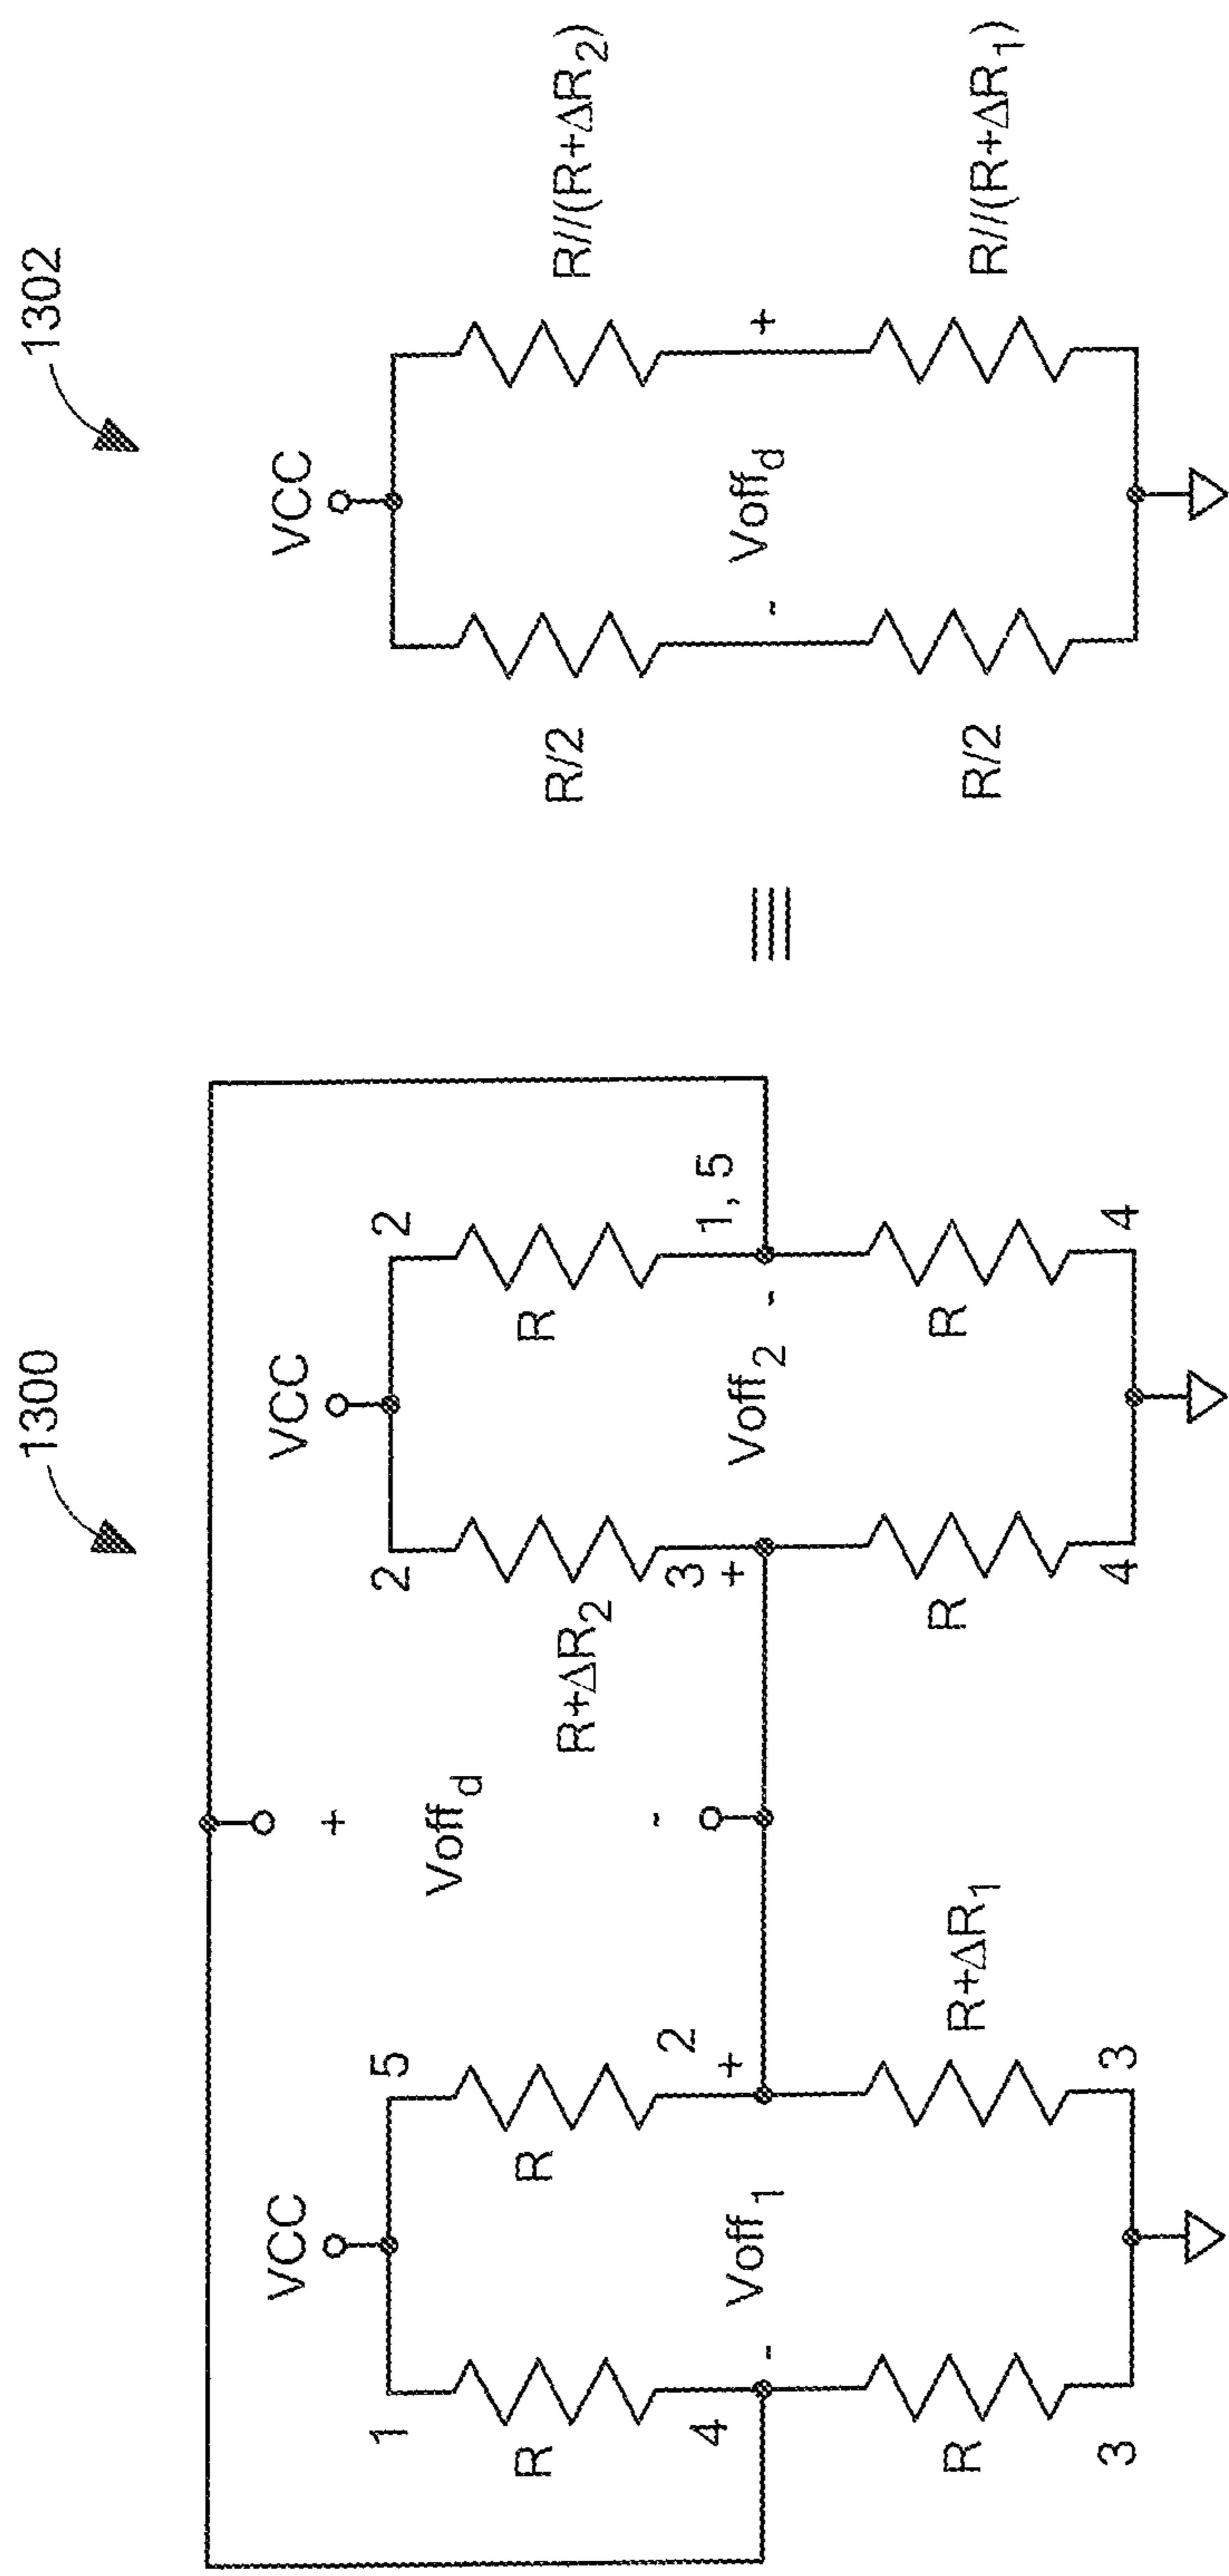 1300
VCC
1
5
R
R
4
2
-
Voff1
+
R
R+ΔR1
3
3
+
Voffd
-
VCC
2
2
R+ΔR2
R
3
1, 5
+
Voff2
-
R
R
4
4
≡
1302
VCC
R/2
R//(R+ΔR2)
-
Voffd
+
R/2
R//(R+ΔR1)